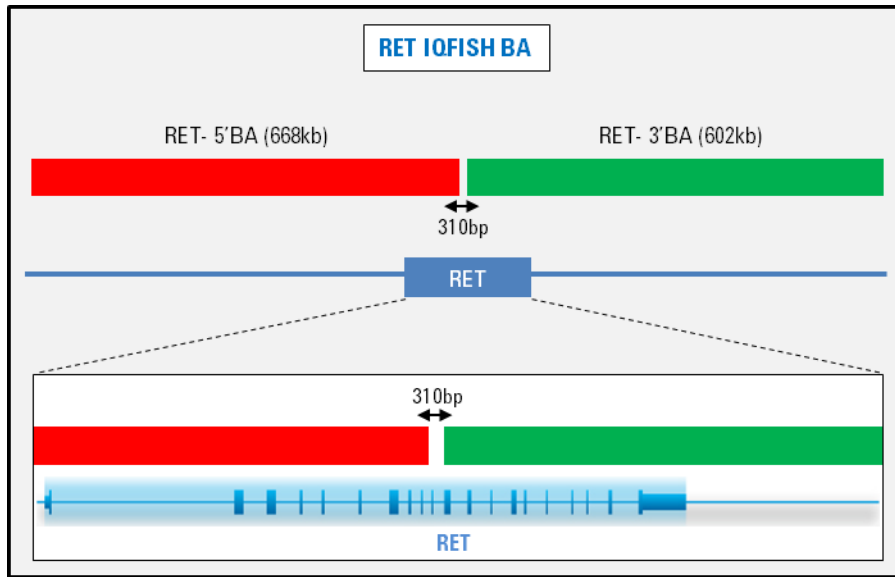 RET IQFISH BA
RET- 5'BA (668kb)
RET- 3'BA (602kb)
310bp
RET
310bp
RET